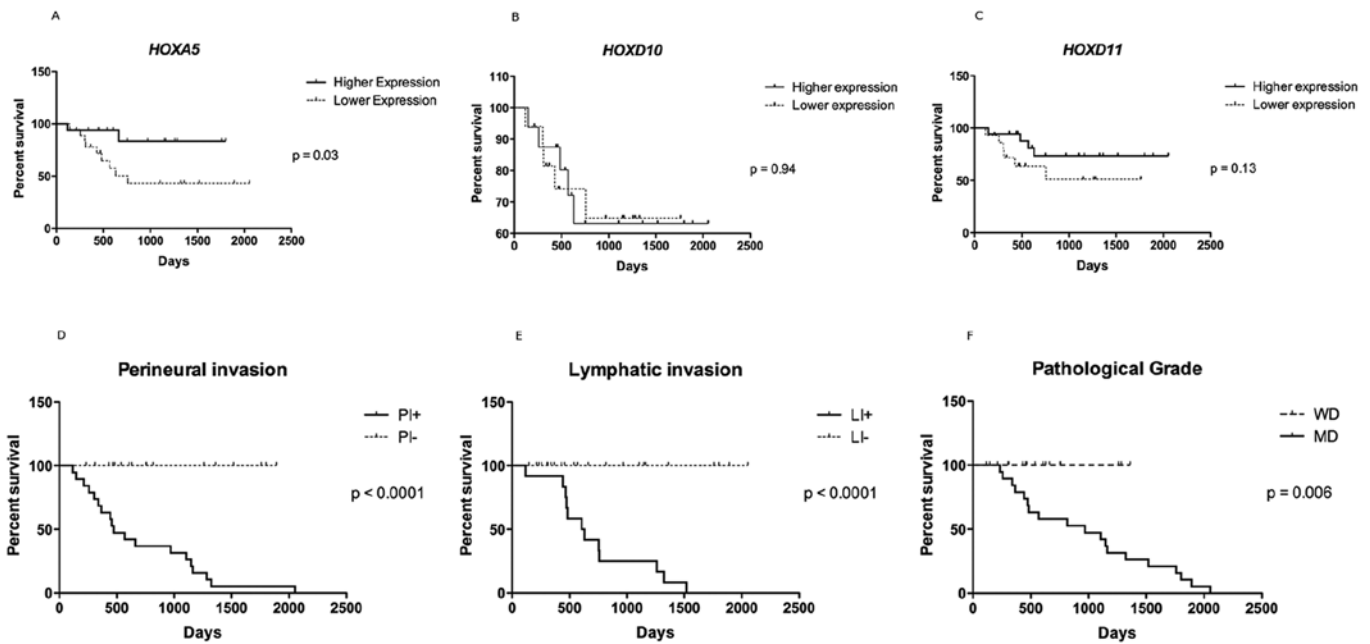 A
HOXA5
150
100
50
0
Percent survival
0 500 1000 1500 2000 2500
Days
Higher Expression
Lower Expression
p = 0.03
B
HOXD10
110
100
90
80
70
60
Percent survival
0 500 1000 1500 2000 2500
Days
Higher expression
Lower expression
p = 0.94
C
HOXD11
150
100
50
0
Percent survival
0 500 1000 1500 2000 2500
Days
Higher expression
Lower expression
p = 0.13
D
Perineural invasion
150
100
50
0
Percent survival
0 500 1000 1500 2000 2500
Days
PI+
PI-
p < 0.0001
E
Lymphatic invasion
150
100
50
0
Percent survival
0 500 1000 1500 2000 2500
Days
LI+
LI-
p < 0.0001
F
Pathological Grade
150
100
50
0
Percent survival
0 500 1000 1500 2000 2500
Days
WD
MD
p = 0.006